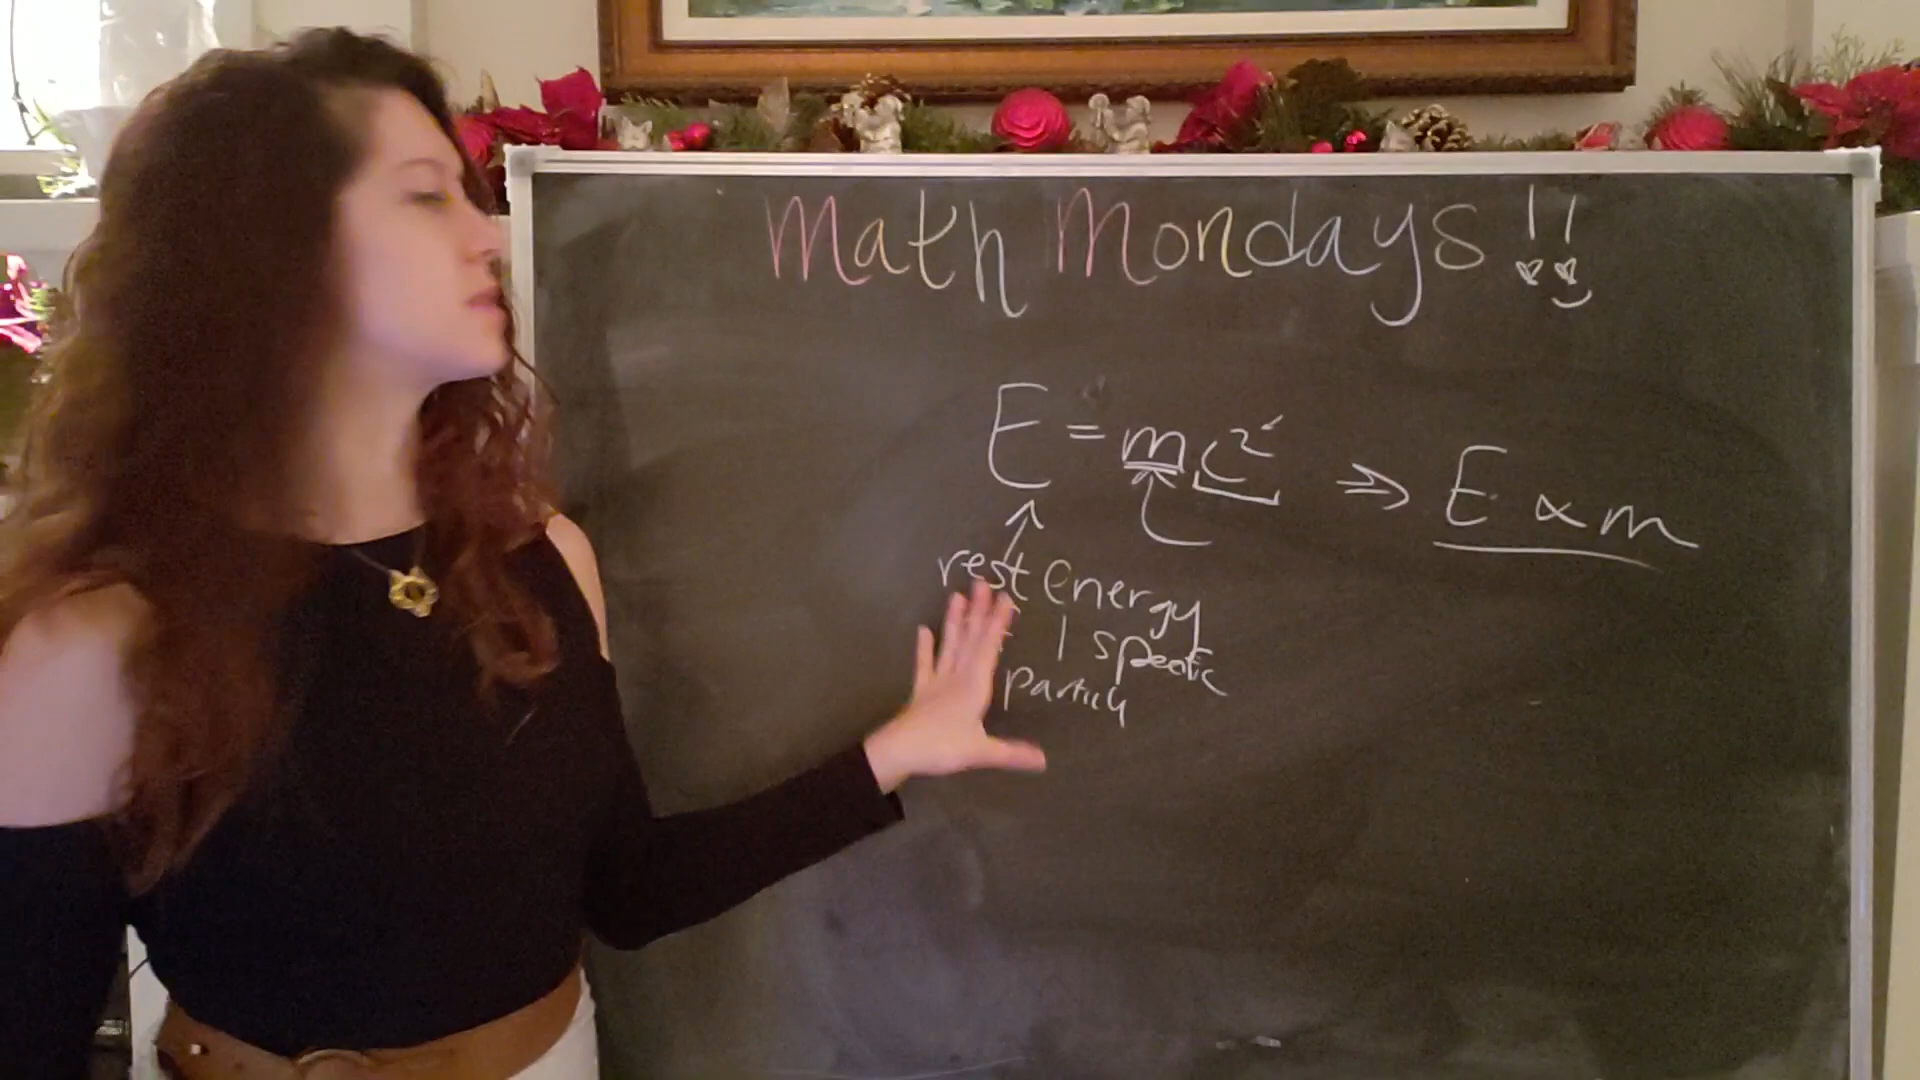 Math Mondays!!
E = mc² ⇒ E ∝ m
rest energy
1 specific
particle